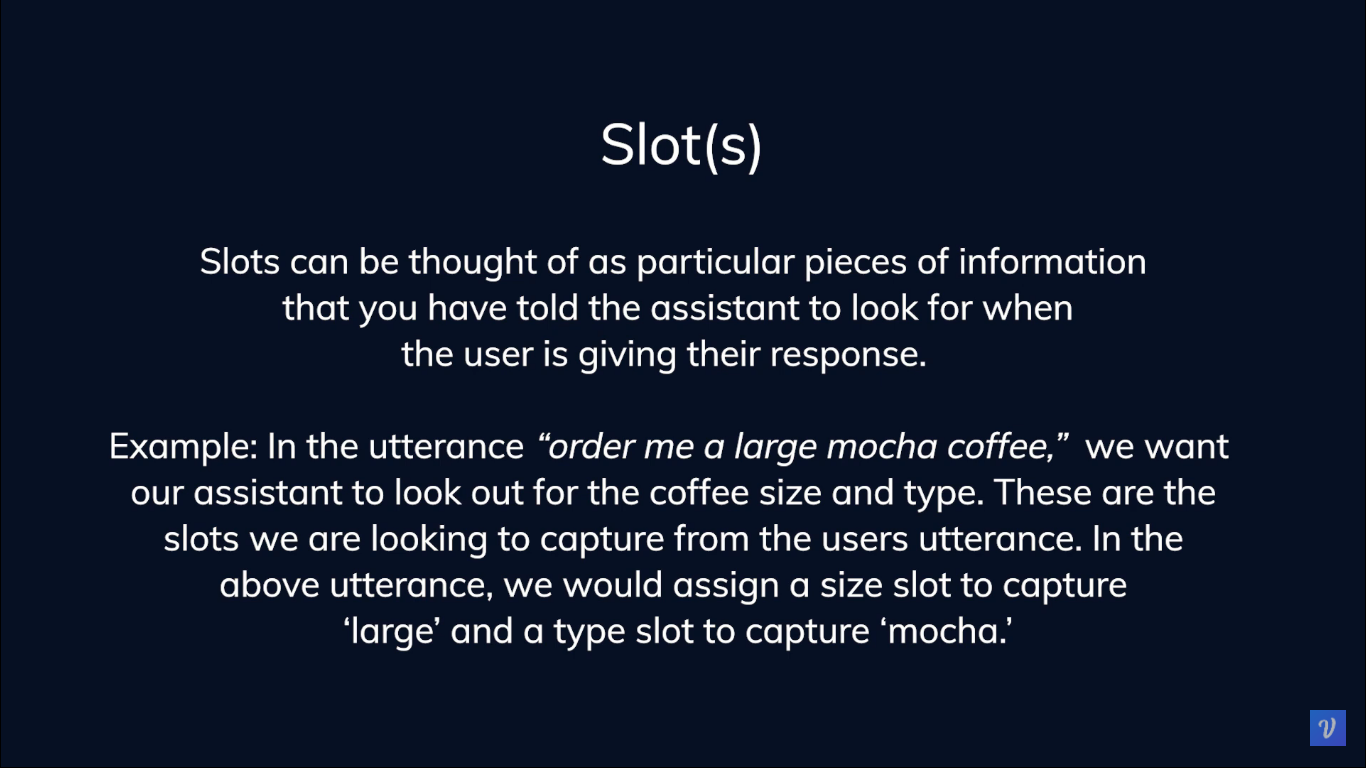 Slot(s)
Slots can be thought of as particular pieces of information
that you have told the assistant to look for when
the user is giving their response.
Example: In the utterance “order me a large mocha coffee,” we want
our assistant to look out for the coffee size and type. These are the
slots we are looking to capture from the users utterance. In the
above utterance, we would assign a size slot to capture
‘large’ and a type slot to capture ‘mocha.’
V